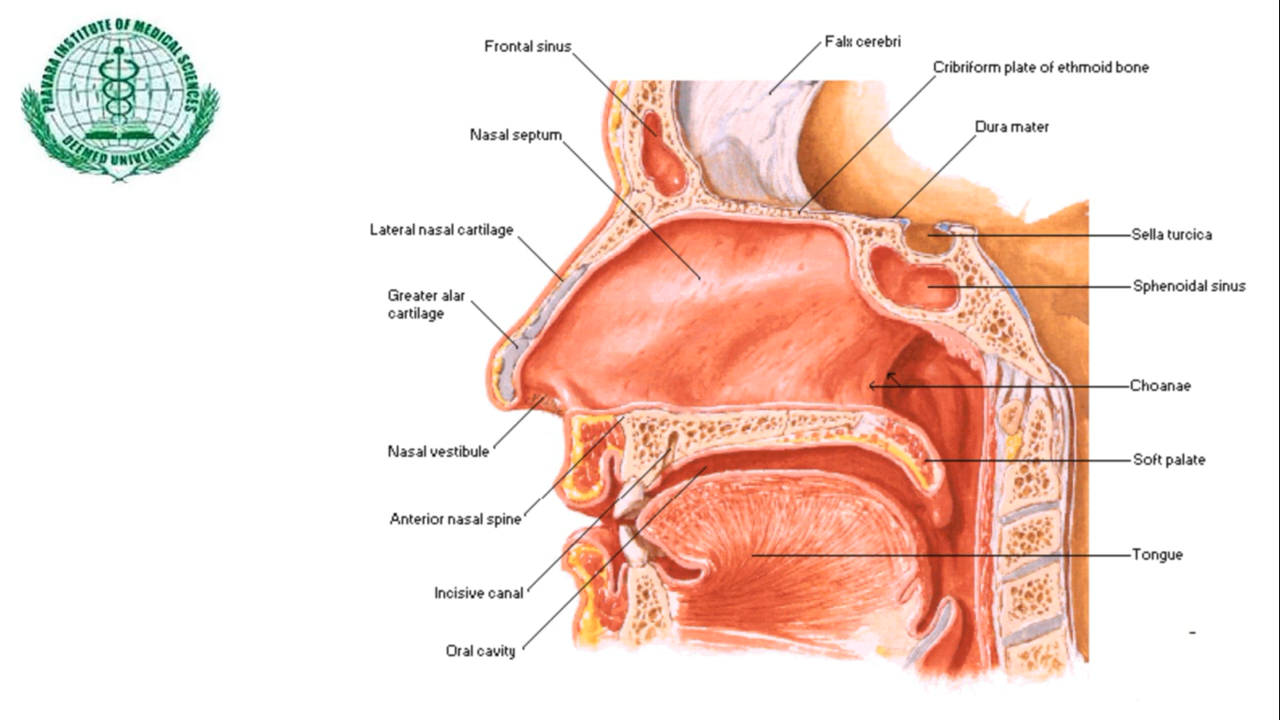 PRAVARA INSTITUTE OF MEDICAL SCIENCES
DEEMED UNIVERSITY
Frontal sinus
Falx cerebri
Cribriform plate of ethmoid bone
Nasal septum
Dura mater
Lateral nasal cartilage
Sella turcica
Greater alar
cartilage
Sphenoidal sinus
Choanae
Nasal vestibule
Soft palate
Anterior nasal spine
Tongue
Incisive canal
Oral cavity
-